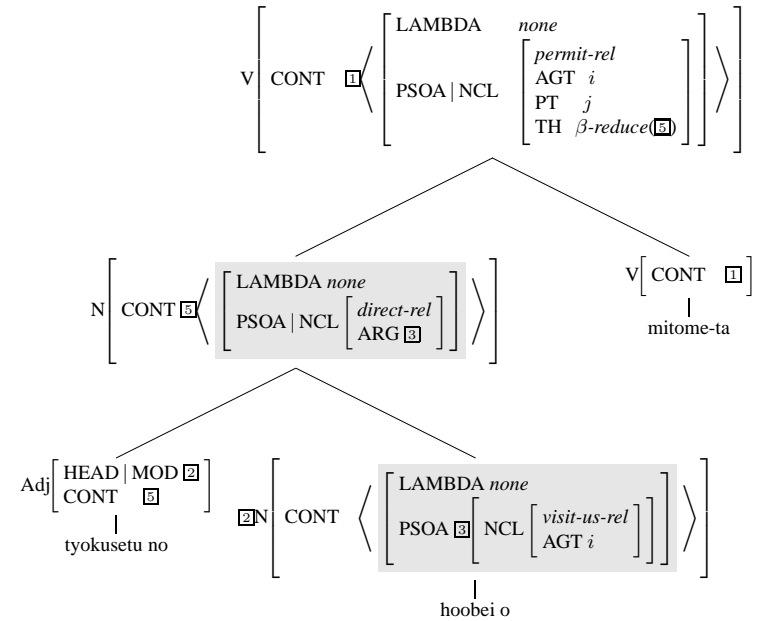 LAMBDA none
V CONT 1 PSOA | NCL permit-rel
AGT i
PT j
TH β-reduce(5)
N CONT 5 LAMBDA none
PSOA | NCL direct-rel
ARG 3
V CONT 1
mitome-ta
Adj HEAD | MOD 2
CONT 5
tyokusetu no
2 N CONT LAMBDA none
PSOA 3 NCL visit-us-rel
AGT i
hoobei o